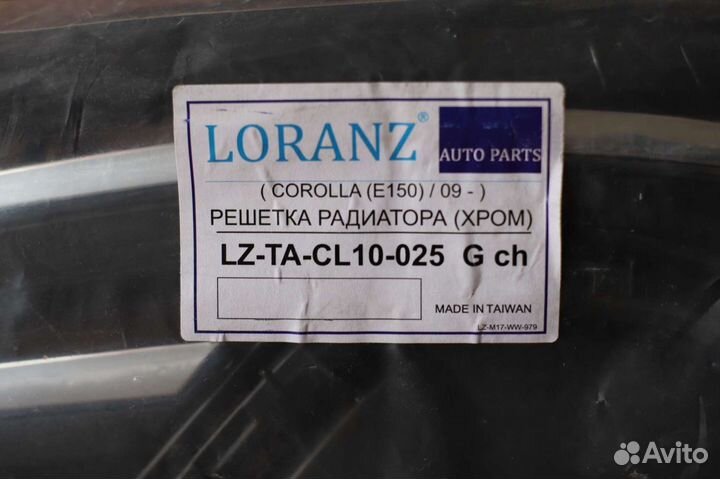 LORANZ®
AUTO PARTS
( COROLLA (E150) / 09 - )
РЕШЕТКА РАДИАТОРА (ХРОМ)
LZ-TA-CL10-025 G ch
MADE IN TAIWAN
LZ-M17-WW-979
Avito